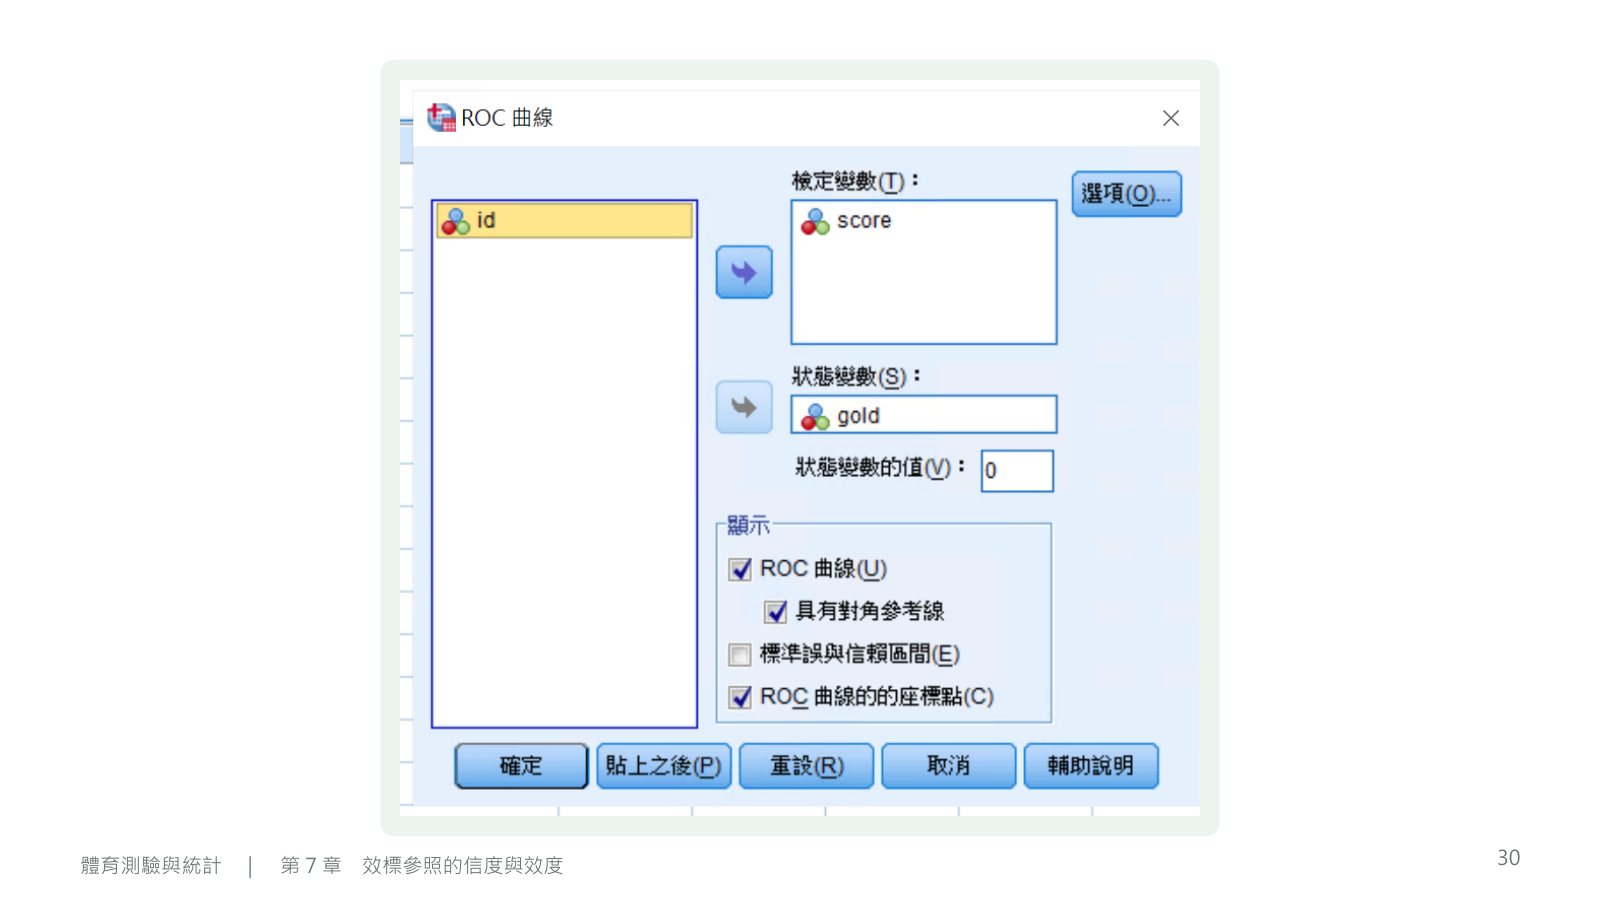 ROC 曲線
檢定變數(T)：
選項(O)...
id
score
狀態變數(S)：
gold
狀態變數的值(V)：
0
顯示
ROC 曲線(U)
具有對角參考線
標準誤與信賴區間(E)
ROC 曲線的的座標點(C)
確定
貼上之後(P)
重設(R)
取消
輔助說明
體育測驗與統計 | 第 7 章 效標參照的信度與效度
30